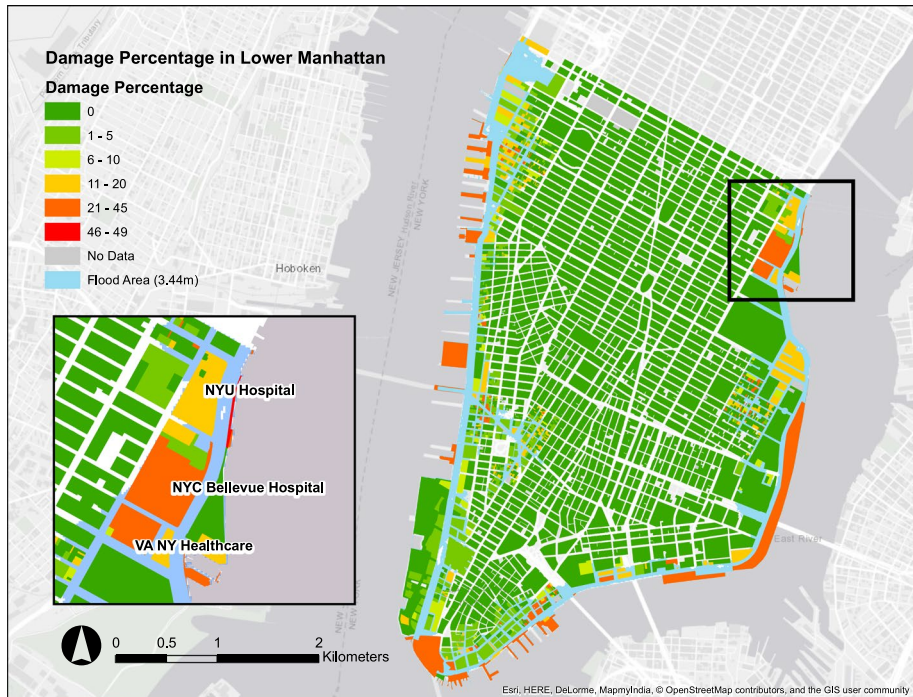 Damage Percentage in Lower Manhattan
Damage Percentage
0
1 - 5
6 - 10
11 - 20
21 - 45
46 - 49
No Data
Flood Area (3.44m)
Hoboken
NEW JERSEY Hudson River
NEW YORK
NYU Hospital
NYC Bellevue Hospital
VA NY Healthcare
East River
0 0.5 1 2
Kilometers
Esri, HERE, DeLorme, MapmyIndia, © OpenStreetMap contributors, and the GIS user community